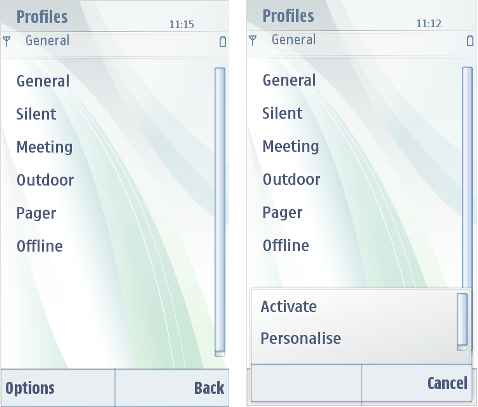 Profiles
11:15
General
General
Silent
Meeting
Outdoor
Pager
Offline
Options Back
Profiles
11:12
General
General
Silent
Meeting
Outdoor
Pager
Offline
Activate
Personalise
Cancel